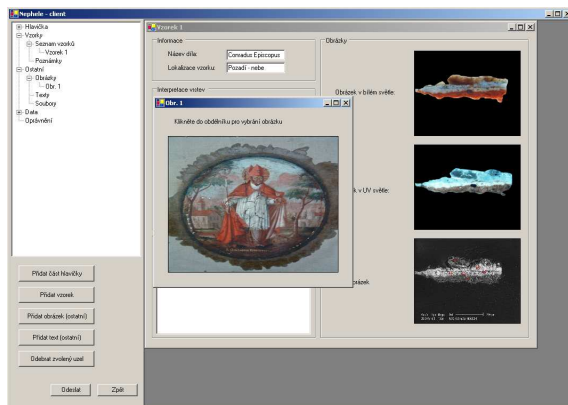 Nephele - client
Hlavička
Vzorky
Seznam vzorků
Vzorek 1
Poznámky
Ostatní
Obrázky
Obr. 1
Texty
Soubory
Data
Oprávnění
Přidat část hlavičky
Přidat vzorek
Přidat obrázek (ostatní)
Přidat text (ostatní)
Odebrat zvolený uzel
Odeslat
Zpět
Vzorek 1
Informace
Název díla:
Corvadus Episcopus
Lokalizace vzorku:
Pozadí - nebe
Interpretace vrstev
Obr. 1
Klikněte do obdélníku pro vybrání obrázku
Obrázky
Obrázek v bílém světle:
k v UV světle:
brázek